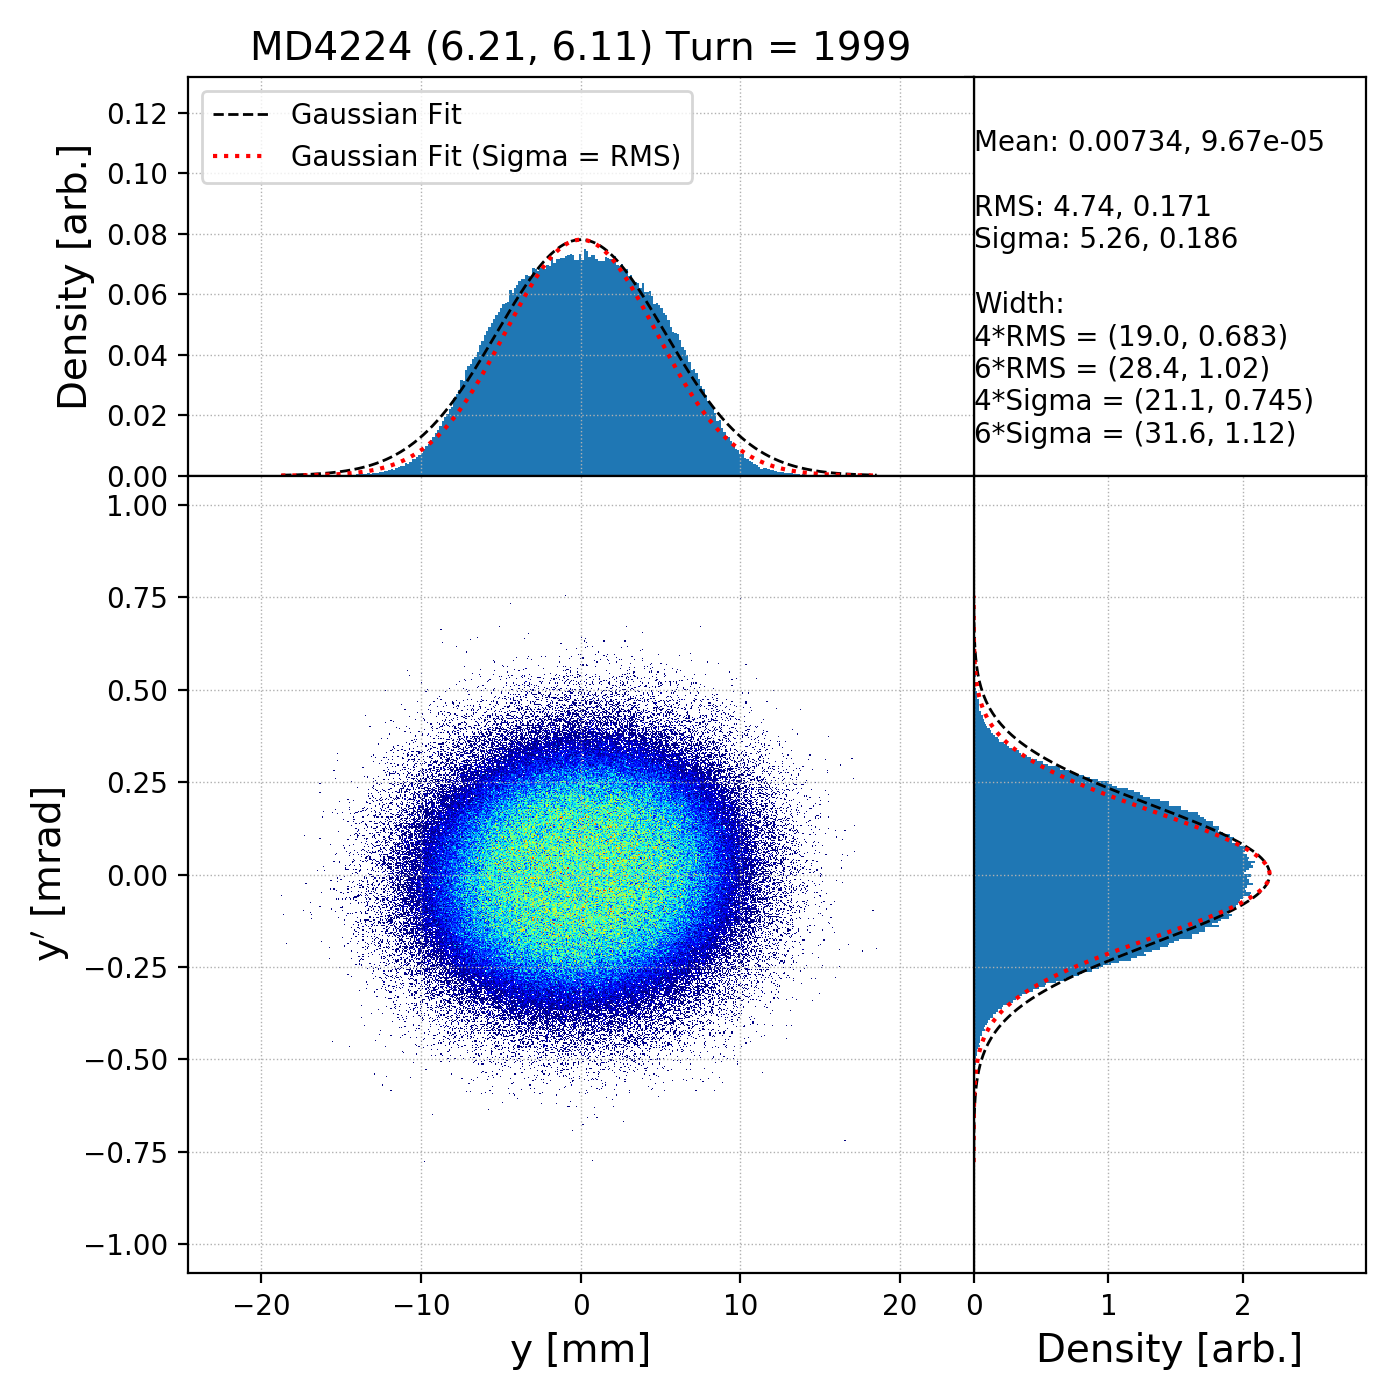 MD4224 (6.21, 6.11) Turn = 1999
Gaussian Fit
Gaussian Fit (Sigma = RMS)
Density [arb.]
0.12
0.10
0.08
0.06
0.04
0.02
0.00
Mean: 0.00734, 9.67e-05
RMS: 4.74, 0.171
Sigma: 5.26, 0.186
Width:
4*RMS = (19.0, 0.683)
6*RMS = (28.4, 1.02)
4*Sigma = (21.1, 0.745)
6*Sigma = (31.6, 1.12)
y′ [mrad]
1.00
0.75
0.50
0.25
0.00
−0.25
−0.50
−0.75
−1.00
−20 −10 0 10 20
y [mm]
0 1 2
Density [arb.]